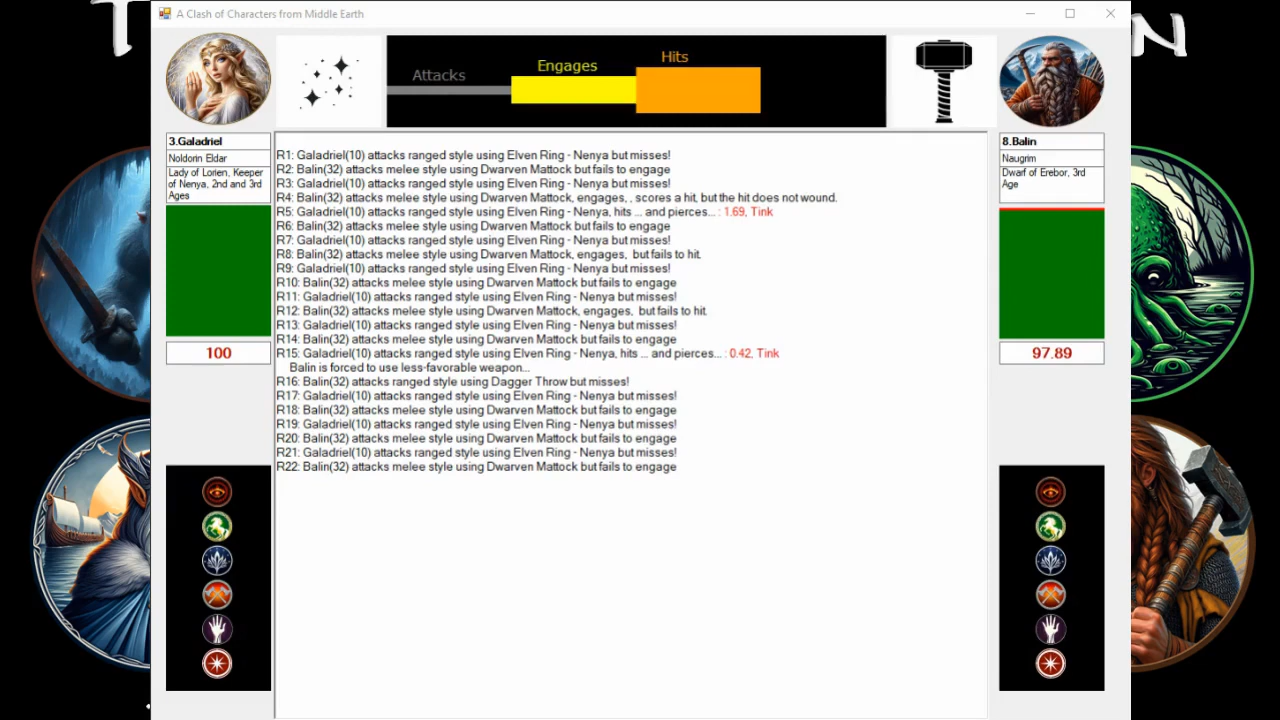 A Clash of Characters from Middle Earth
Attacks
Engages
Hits
3.Galadriel
Noldorin Eldar
Lady of Lorien, Keeper
of Nenya, 2nd and 3rd
Ages
100
R1: Galadriel(10) attacks ranged style using Elven Ring - Nenya but misses!
R2: Balin(32) attacks melee style using Dwarven Mattock but fails to engage
R3: Galadriel(10) attacks ranged style using Elven Ring - Nenya but misses!
R4: Balin(32) attacks melee style using Dwarven Mattock, engages, , scores a hit, but the hit does not wound.
R5: Galadriel(10) attacks ranged style using Elven Ring - Nenya, hits ... and pierces... : 1.69, Tink
R6: Balin(32) attacks melee style using Dwarven Mattock but fails to engage
R7: Galadriel(10) attacks ranged style using Elven Ring - Nenya but misses!
R8: Balin(32) attacks melee style using Dwarven Mattock, engages,  but fails to hit.
R9: Galadriel(10) attacks ranged style using Elven Ring - Nenya but misses!
R10: Balin(32) attacks melee style using Dwarven Mattock but fails to engage
R11: Galadriel(10) attacks ranged style using Elven Ring - Nenya but misses!
R12: Balin(32) attacks melee style using Dwarven Mattock, engages,  but fails to hit.
R13: Galadriel(10) attacks ranged style using Elven Ring - Nenya but misses!
R14: Balin(32) attacks melee style using Dwarven Mattock but fails to engage
R15: Galadriel(10) attacks ranged style using Elven Ring - Nenya, hits ... and pierces... : 0.42, Tink
Balin is forced to use less-favorable weapon...
R16: Balin(32) attacks ranged style using Dagger Throw but misses!
R17: Galadriel(10) attacks ranged style using Elven Ring - Nenya but misses!
R18: Balin(32) attacks melee style using Dwarven Mattock but fails to engage
R19: Galadriel(10) attacks ranged style using Elven Ring - Nenya but misses!
R20: Balin(32) attacks melee style using Dwarven Mattock but fails to engage
R21: Galadriel(10) attacks ranged style using Elven Ring - Nenya but misses!
R22: Balin(32) attacks melee style using Dwarven Mattock but fails to engage
8.Balin
Naugrim
Dwarf of Erebor, 3rd
Age
97.89